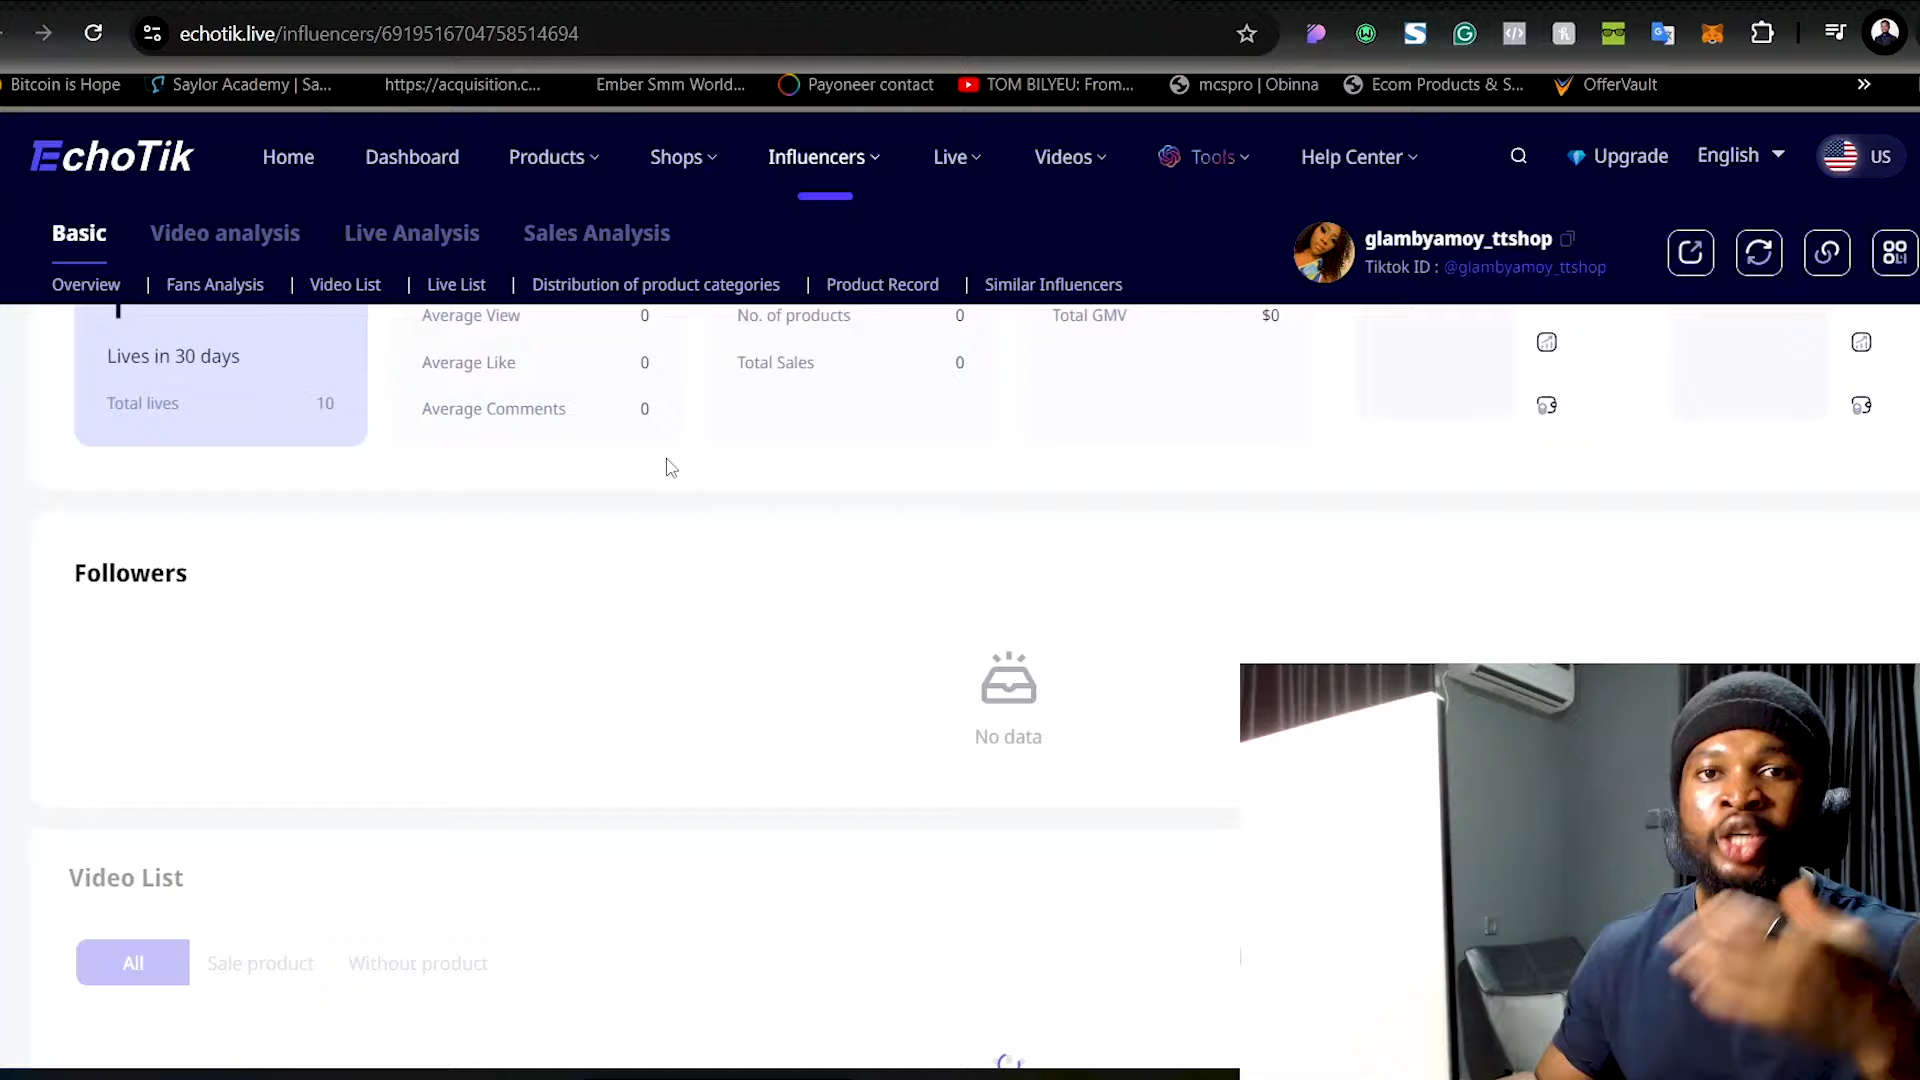 echotik.live/influencers/6919516704758514694
Bitcoin is Hope Saylor Academy | Sa... https://acquisition.c... Ember Smm World... Payoneer contact TOM BILYEU: From... mcspro | Obinna Ecom Products & S... OfferVault »
EchoTik Home Dashboard Products Shops Influencers Live Videos Tools Help Center Upgrade English US
Basic Video analysis Live Analysis Sales Analysis
glambyamoy_ttshop
Tiktok ID : @glambyamoy_ttshop
Overview | Fans Analysis | Video List | Live List | Distribution of product categories | Product Record | Similar Influencers
Average View 0 No. of products 0 Total GMV $0
Lives in 30 days Average Like 0 Total Sales 0
Total lives 10 Average Comments 0
Followers
No data
Video List
All Sale product Without product